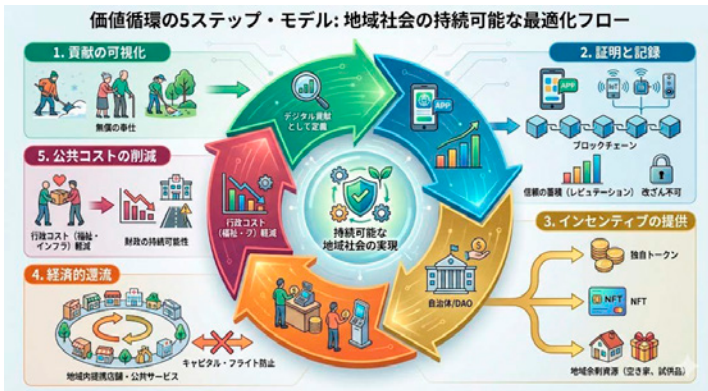 価値循環の5ステップ・モデル: 地域社会の持続可能な最適化フロー
1. 貢献の可視化
無償の奉仕
デジタル貢献
として定義
2. 証明と記録
APP
APP
IoT
ブロックチェーン
信頼の蓄積（レピュテーション）
改ざん不可
3. インセンティブの提供
自治体/DAO
独自トークン
NFT
NFT
地域余剰資源（空き家、試供品）
4. 経済的還流
地域内提携店舗・公共サービス
キャピタル・フライト防止
5. 公共コストの削減
行政コスト（福祉・
インフラ）軽減
財政の持続可能性
行政コスト
（福祉・ク）軽減
持続可能な
地域社会の実現